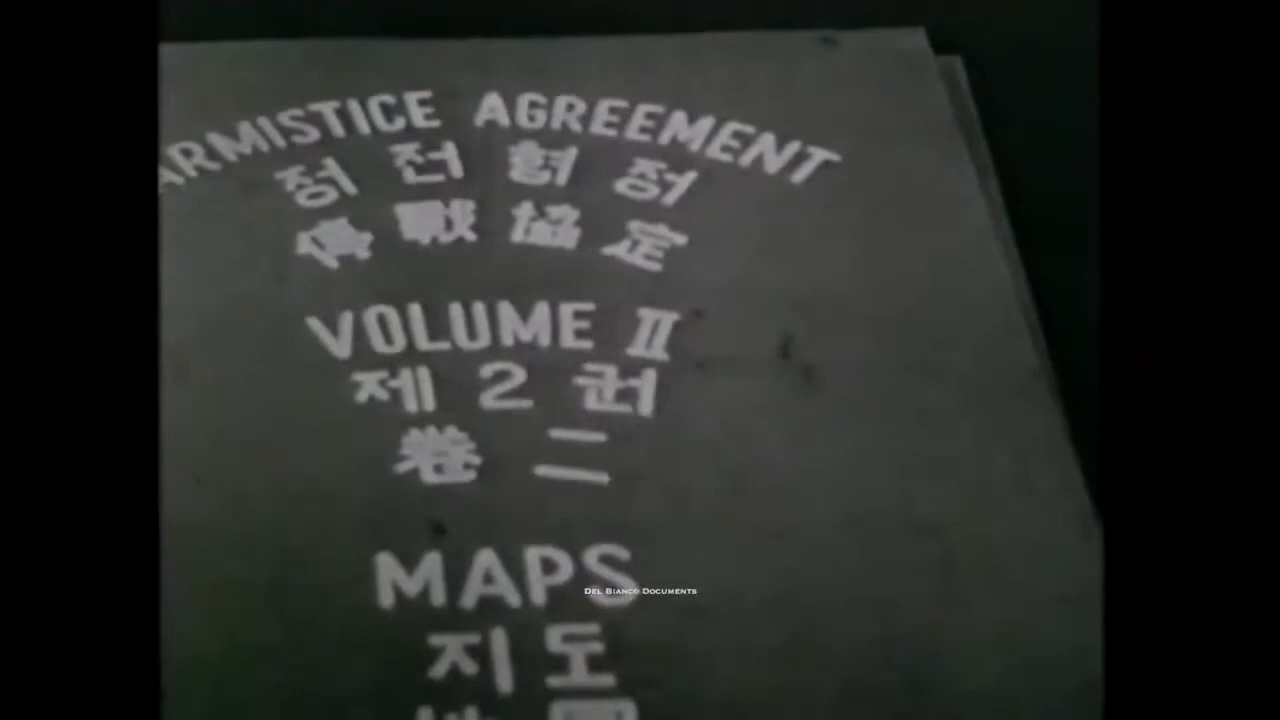 ARMISTICE AGREEMENT
정 전 협 정
停 戰 協 定
VOLUME II
제 2 권
卷 二
MAPS
Del Bianco Documents
지 도